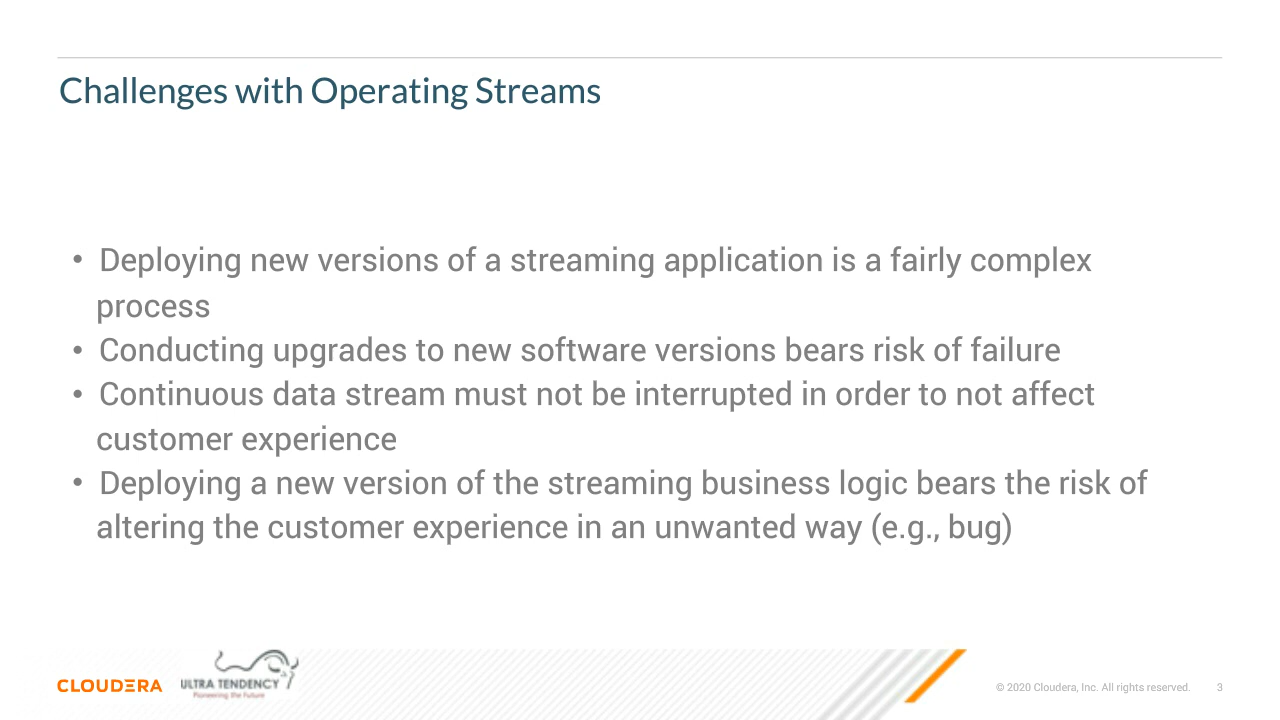 Challenges with Operating Streams
• Deploying new versions of a streaming application is a fairly complex
process
• Conducting upgrades to new software versions bears risk of failure
• Continuous data stream must not be interrupted in order to not affect
customer experience
• Deploying a new version of the streaming business logic bears the risk of
altering the customer experience in an unwanted way (e.g., bug)
CLOUDERA
ULTRA TENDENCY
Pioneering the Future
© 2020 Cloudera, Inc. All rights reserved. 3